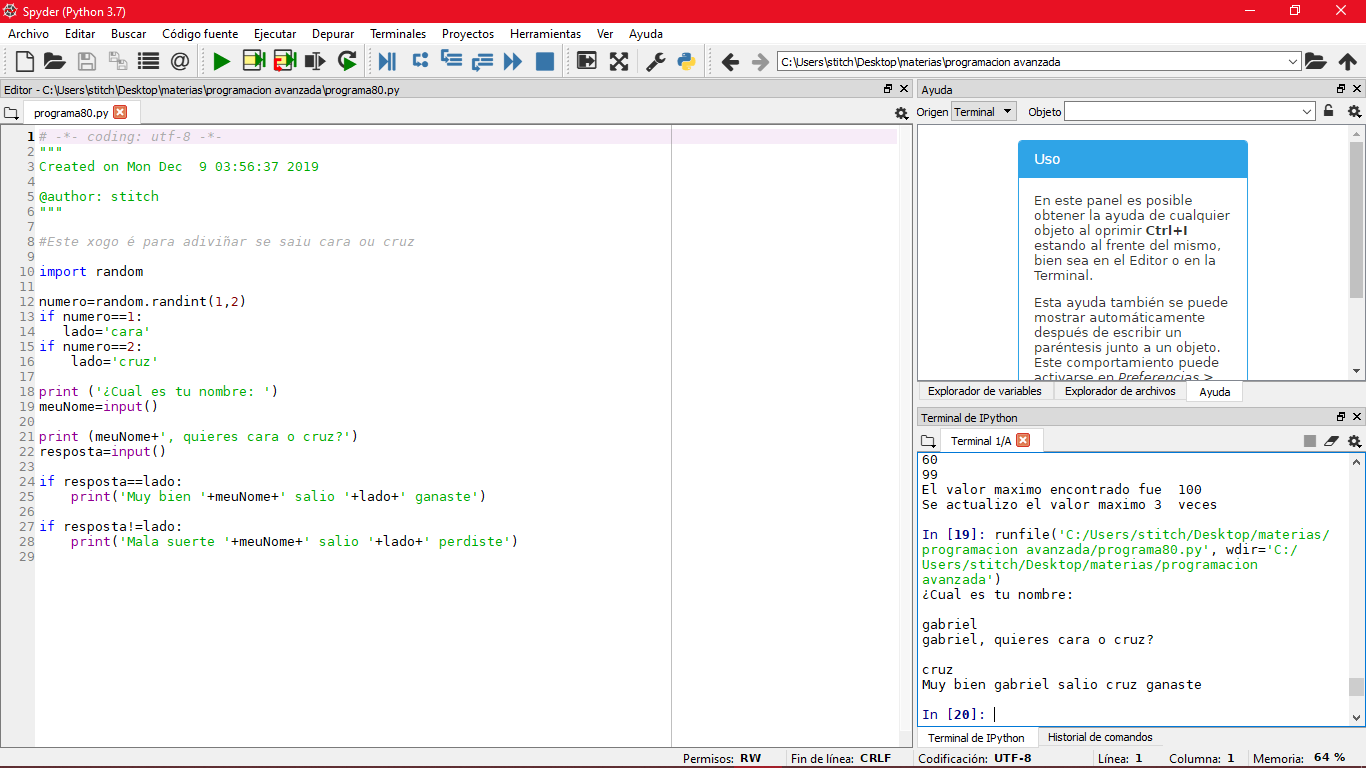 Spyder (Python 3.7)
Archivo Editar Buscar Código fuente Ejecutar Depurar Terminales Proyectos Herramientas Ver Ayuda
C:\Users\stitch\Desktop\materias\programacion avanzada
Editor - C:\Users\stitch\Desktop\materias\programacion avanzada\programa80.py
programa80.py
1 # -*- coding: utf-8 -*-
2 """
3 Created on Mon Dec  9 03:56:37 2019
4
5 @author: stitch
6 """
7
8 #Este xogo é para adiviñar se saiu cara ou cruz
9
10 import random
11
12 numero=random.randint(1,2)
13 if numero==1:
14    lado='cara'
15 if numero==2:
16     lado='cruz'
17
18 print ('¿Cual es tu nombre: ')
19 meuNome=input()
20
21 print (meuNome+', quieres cara o cruz?')
22 resposta=input()
23
24 if resposta==lado:
25     print('Muy bien '+meuNome+' salio '+lado+' ganaste')
26
27 if resposta!=lado:
28     print('Mala suerte '+meuNome+' salio '+lado+' perdiste')
29
Ayuda
Origen Terminal Objeto
Uso
En este panel es posible
obtener la ayuda de cualquier
objeto al oprimir Ctrl+I
estando al frente del mismo,
bien sea en el Editor o en la
Terminal.
Esta ayuda también se puede
mostrar automáticamente
después de escribir un
paréntesis junto a un objeto.
Este comportamiento puede
activarse en Preferencias >
Explorador de variables Explorador de archivos Ayuda
Terminal de IPython
Terminal 1/A
60
99
El valor maximo encontrado fue  100
Se actualizo el valor maximo 3  veces
In [19]: runfile('C:/Users/stitch/Desktop/materias/
programacion avanzada/programa80.py', wdir='C:/
Users/stitch/Desktop/materias/programacion
avanzada')
¿Cual es tu nombre:
gabriel
gabriel, quieres cara o cruz?
cruz
Muy bien gabriel salio cruz ganaste
In [20]:
Terminal de IPython Historial de comandos
Permisos: RW Fin de línea: CRLF Codificación: UTF-8 Línea: 1 Columna: 1 Memoria: 64 %